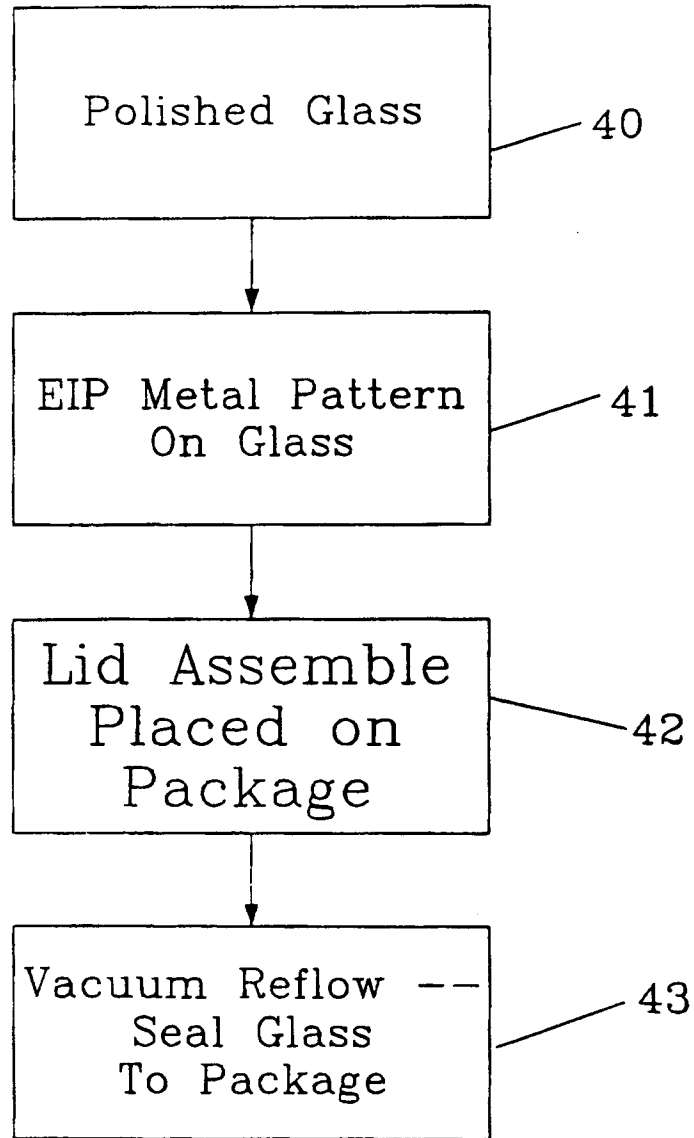 Polished Glass
40
EIP Metal Pattern
On Glass
41
Lid Assemble
Placed on
Package
42
Vacuum Reflow --
Seal Glass
To Package
43